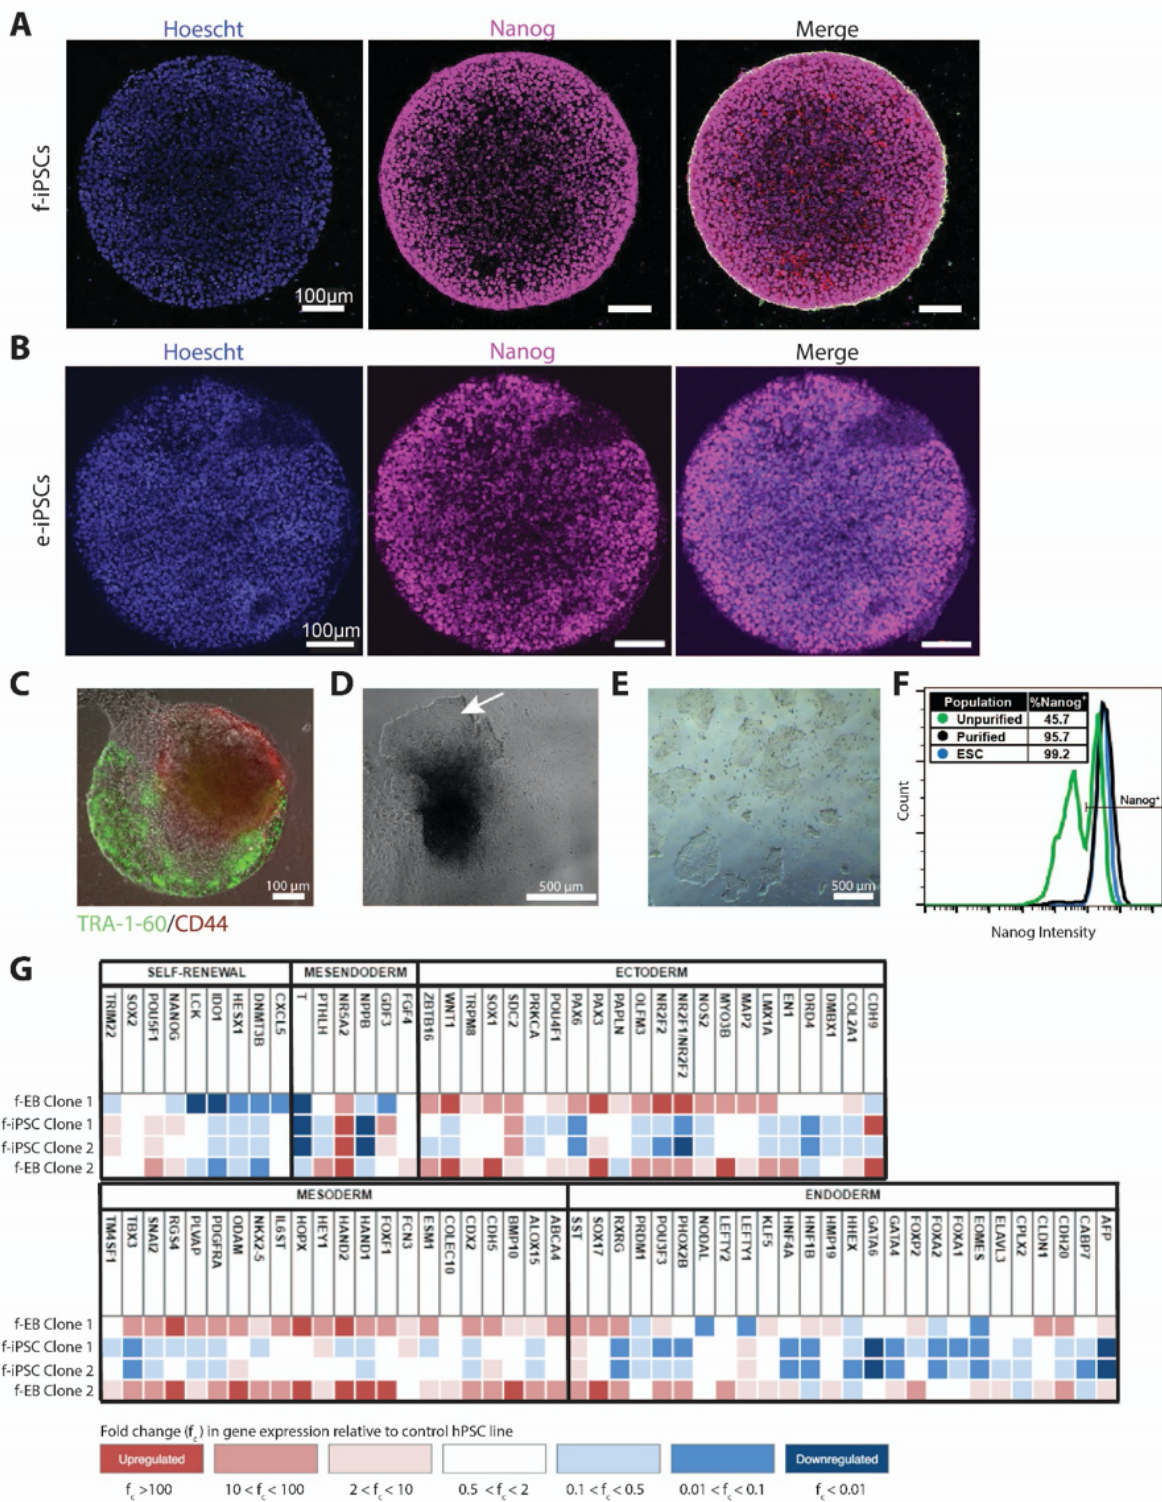 A
Hoescht
Nanog
Merge
f-iPSCs
100µm
B
Hoescht
Nanog
Merge
e-iPSCs
100µm
C
D
E
F
100 µm
TRA-1-60/CD44
500 µm
500 µm
Population %Nanog+
Unpurified 45.7
Purified 95.7
ESC 99.2
Count
Nanog+
Nanog Intensity
G
SELF-RENEWAL MESENDODERM ECTODERM
TRIM22 SOX2 POU5F1 NANOG LCK IDO1 HESX1 DNMT3B CXCL5 T PTHLH NR5A2 NPPB GDF3 FGF4 ZBTB16 WNT1 TRPM8 SOX1 SDC2 PRKCA POU4F1 PAX6 PAX3 PAPLN OLFM3 NR2F2 NR2F1/NR2F2 NOS2 MYO3B MAP2 LMX1A EN1 DRD4 DMBX1 COL2A1 CDH9
f-EB Clone 1
f-iPSC Clone 1
f-iPSC Clone 2
f-EB Clone 2
MESODERM ENDODERM
TM4SF1 TBX3 SNAI2 RGS4 PLVAP PDGFRA ODAM NKX2-5 IL6ST HOPX HEY1 HAND2 HAND1 FOXF1 FCN3 ESM1 COLEC10 CDX2 CDH5 BMP10 ALOX15 ABCA4 SST SOX17 RXRG PRDM1 POU3F3 PHOX2B NODAL LEFTY2 LEFTY1 KLF5 HNF4A HNF1B HMP19 HHEX GATA6 GATA4 FOXP2 FOXA2 FOXA1 EOMES ELAVL3 CPLX2 CLDN1 CDH20 CABP7 AFP
f-EB Clone 1
f-iPSC Clone 1
f-iPSC Clone 2
f-EB Clone 2
Fold change (fc) in gene expression relative to control hPSC line
Upregulated Downregulated
fc >100 10 < fc < 100 2 < fc < 10 0.5 < fc < 2 0.1 < fc < 0.5 0.01 < fc < 0.1 fc < 0.01